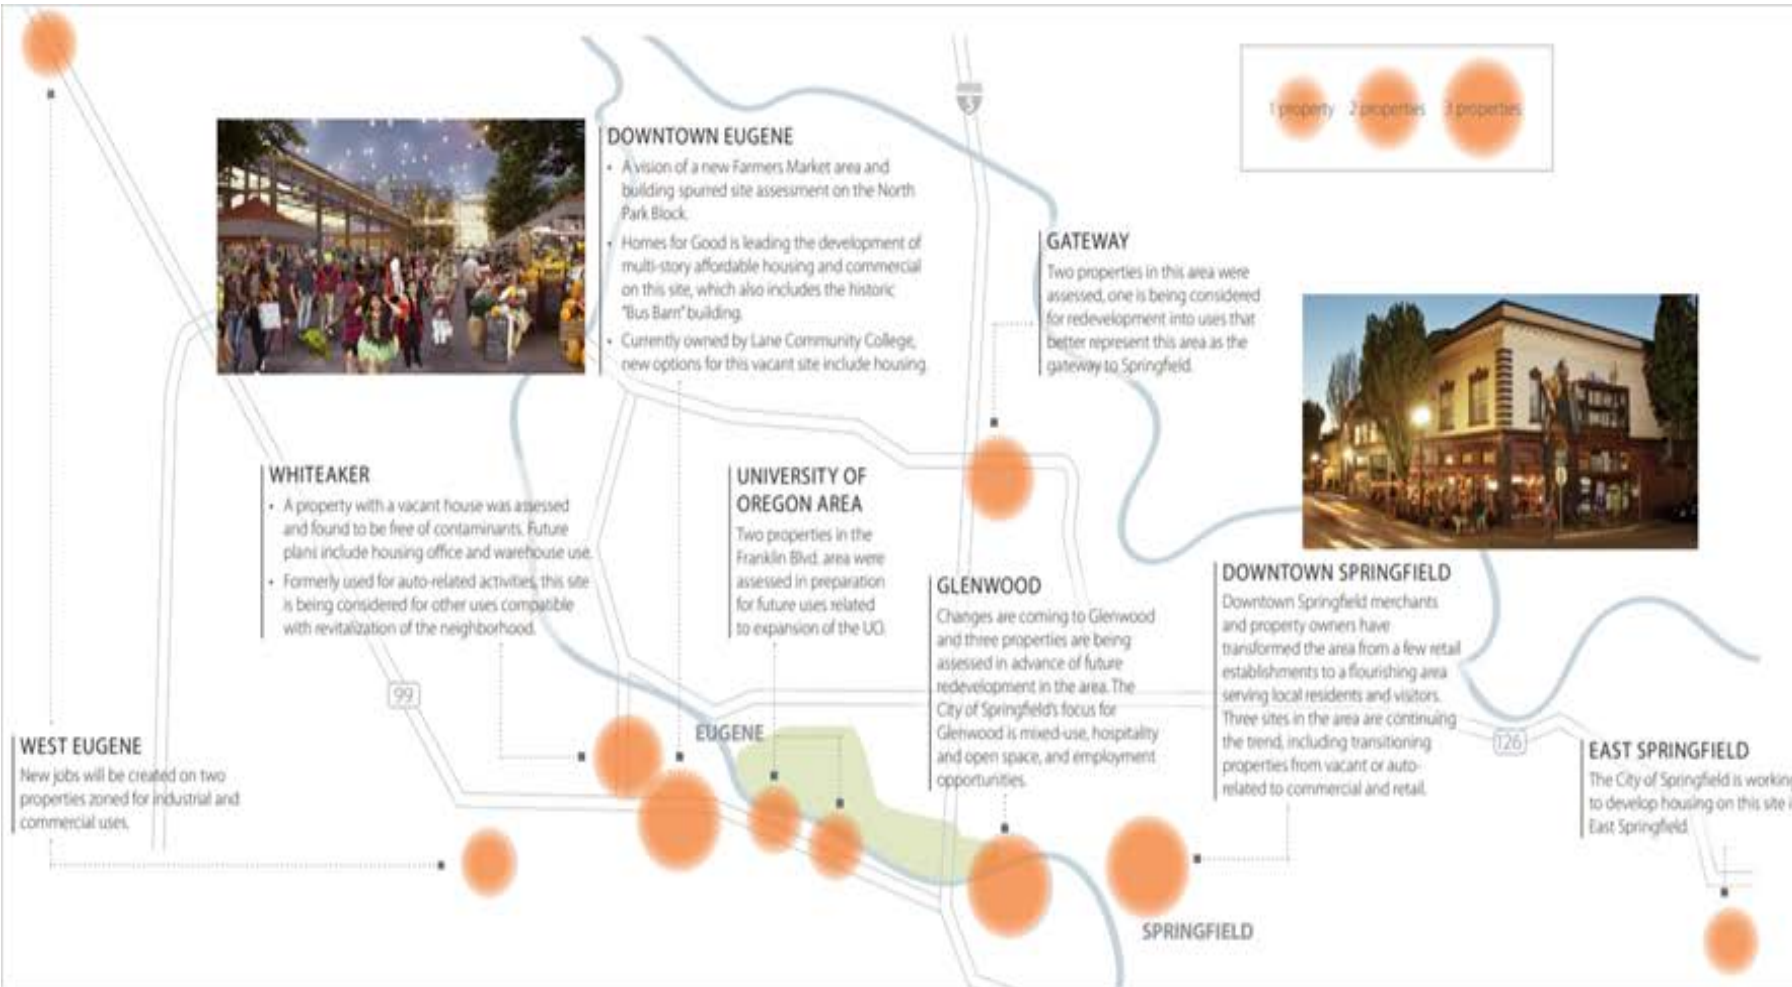 1 property 2 properties 3 properties
5
DOWNTOWN EUGENE
• A vision of a new Farmers Market area and
building spurred site assessment on the North
Park Block.
• Homes for Good is leading the development of
multi-story affordable housing and commercial
on this site, which also includes the historic
"Bus Barn" building.
• Currently owned by Lane Community College,
new options for this vacant site include housing.
GATEWAY
Two properties in this area were
assessed, one is being considered
for redevelopment into uses that
better represent this area as the
gateway to Springfield.
WHITEAKER
• A property with a vacant house was assessed
and found to be free of contaminants. Future
plans include housing office and warehouse use.
• Formerly used for auto-related activities, this site
is being considered for other uses compatible
with revitalization of the neighborhood.
UNIVERSITY OF
OREGON AREA
Two properties in the
Franklin Blvd. area were
assessed in preparation
for future uses related
to expansion of the UO.
GLENWOOD
Changes are coming to Glenwood
and three properties are being
assessed in advance of future
redevelopment in the area. The
City of Springfield's focus for
Glenwood is mixed-use, hospitality
and open space, and employment
opportunities.
DOWNTOWN SPRINGFIELD
Downtown Springfield merchants
and property owners have
transformed the area from a few retail
establishments to a flourishing area
serving local residents and visitors.
Three sites in the area are continuing
the trend, including transitioning
properties from vacant or auto-
related to commercial and retail.
99
126
WEST EUGENE
New jobs will be created on two
properties zoned for industrial and
commercial uses.
EUGENE
EAST SPRINGFIELD
The City of Springfield is working
to develop housing on this site i
East Springfield.
SPRINGFIELD